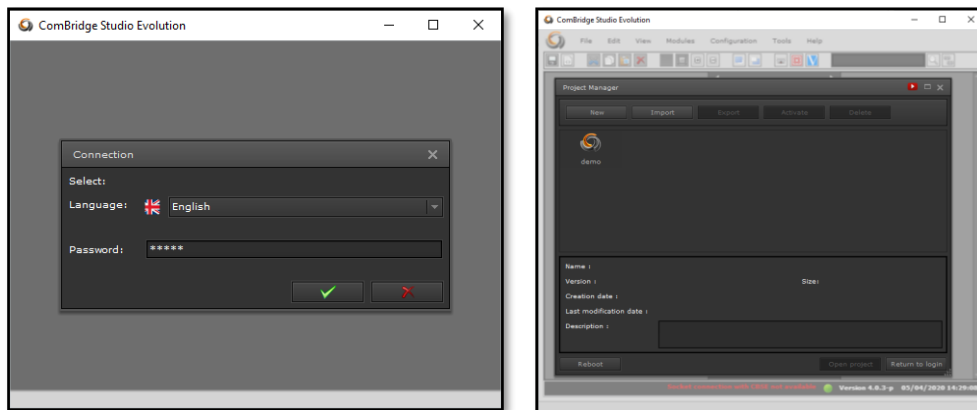 ComBridge Studio Evolution
Connection
Select:
Language: English
Password: *****
ComBridge Studio Evolution
File Edit View Modules Configuration Tools Help
Project Manager
New Import Export Activate Delete
demo
Name :
Version : Size:
Creation date :
Last modification date :
Description :
Reboot Open project Return to login
Version 4.0.3-p 03/04/2020 14:29:08